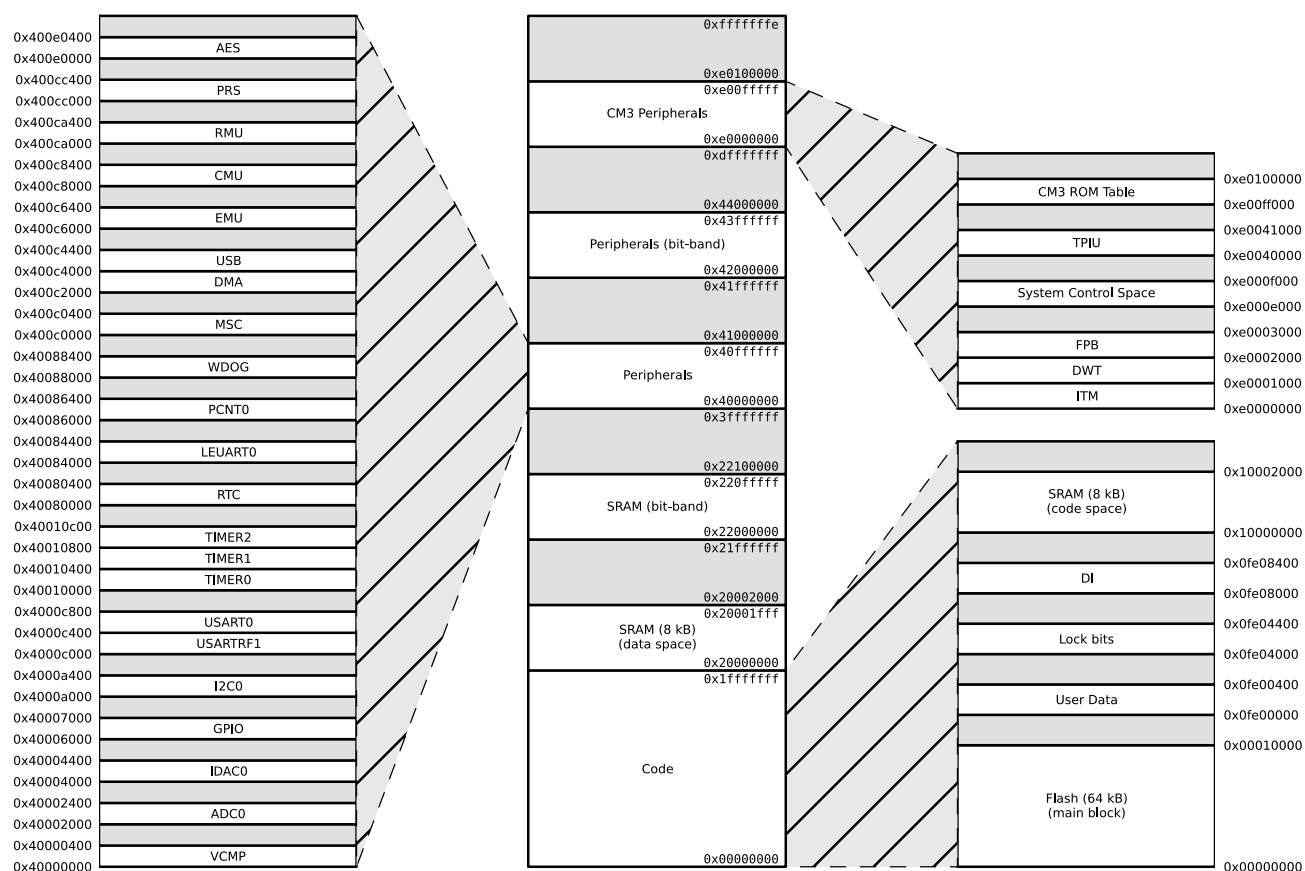 0x400e0400
AES
0x400e0000
0x400cc400
PRS
0x400cc000
0x400ca400
RMU
0x400ca000
0x400c8400
CMU
0x400c8000
0x400c6400
EMU
0x400c6000
0x400c4400
USB
0x400c4000
DMA
0x400c2000
0x400c0400
MSC
0x400c0000
0x40088400
WDOG
0x40088000
0x40086400
PCNT0
0x40086000
0x40084400
LEUART0
0x40084000
0x40080400
RTC
0x40080000
0x40010c00
TIMER2
0x40010800
TIMER1
0x40010400
TIMER0
0x40010000
0x4000c800
USART0
0x4000c400
USARTRF1
0x4000c000
0x4000a400
I2C0
0x4000a000
0x40007000
GPIO
0x40006000
0x40004400
IDAC0
0x40004000
0x40002400
ADC0
0x40002000
0x40000400
VCMP
0x40000000
0xfffffffe
0xe0100000
0xe00fffff
CM3 Peripherals
0xe0000000
0xdfffffff
0x44000000
0x43ffffff
Peripherals (bit-band)
0x42000000
0x41ffffff
0x41000000
0x40ffffff
Peripherals
0x40000000
0x3fffffff
0x22100000
0x220fffff
SRAM (bit-band)
0x22000000
0x21ffffff
0x20002000
0x20001fff
SRAM (8 kB)
(data space)
0x20000000
0x1fffffff
Code
0x00000000
0xe0100000
CM3 ROM Table
0xe00ff000
0xe0041000
TPIU
0xe0040000
0xe000f000
System Control Space
0xe000e000
0xe0003000
FPB
0xe0002000
DWT
0xe0001000
ITM
0xe0000000
0x10002000
SRAM (8 kB)
(code space)
0x10000000
0x0fe08400
DI
0x0fe08000
0x0fe04400
Lock bits
0x0fe04000
0x0fe00400
User Data
0x0fe00000
0x00010000
Flash (64 kB)
(main block)
0x00000000